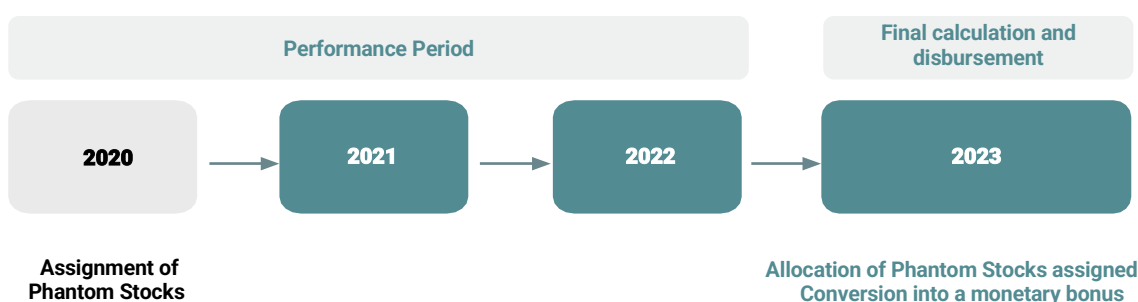 Performance Period
Final calculation and
disbursement
2020
2021
2022
2023
Assignment of
Phantom Stocks
Allocation of Phantom Stocks assigned
Conversion into a monetary bonus